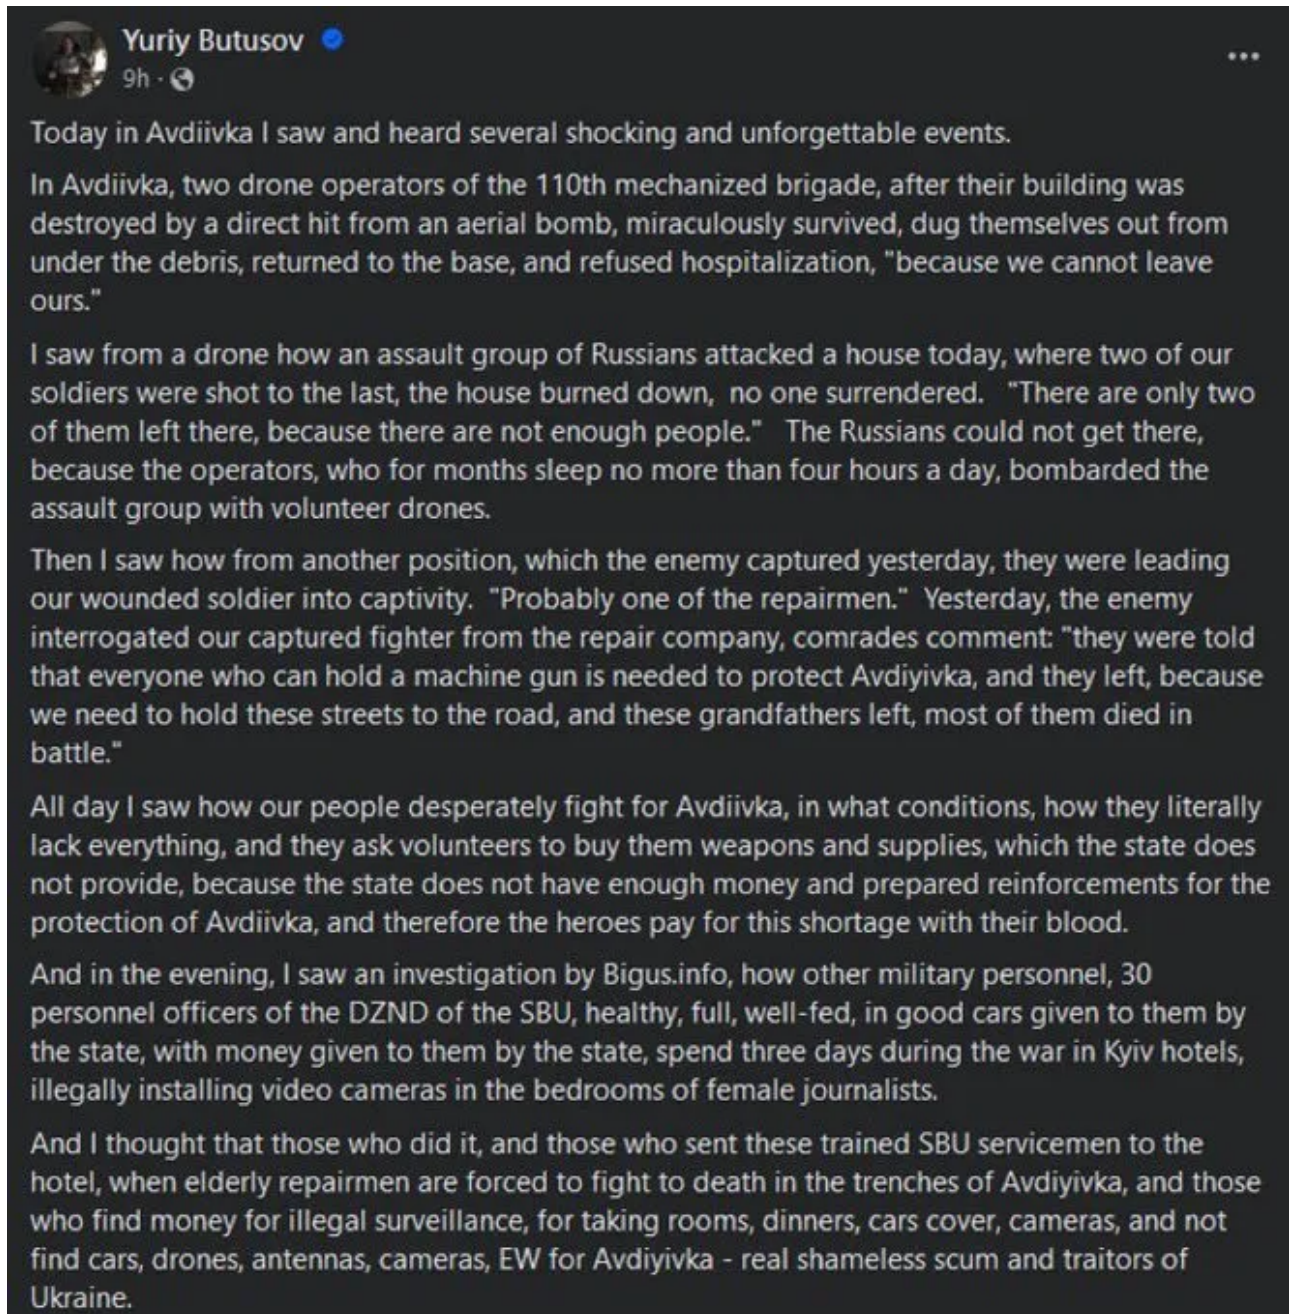 Yuriy Butusov
9h ·
Today in Avdiivka I saw and heard several shocking and unforgettable events.
In Avdiivka, two drone operators of the 110th mechanized brigade, after their building was
destroyed by a direct hit from an aerial bomb, miraculously survived, dug themselves out from
under the debris, returned to the base, and refused hospitalization, "because we cannot leave
ours."
I saw from a drone how an assault group of Russians attacked a house today, where two of our
soldiers were shot to the last, the house burned down,  no one surrendered.   "There are only two
of them left there, because there are not enough people."   The Russians could not get there,
because the operators, who for months sleep no more than four hours a day, bombarded the
assault group with volunteer drones.
Then I saw how from another position, which the enemy captured yesterday, they were leading
our wounded soldier into captivity.  "Probably one of the repairmen."  Yesterday, the enemy
interrogated our captured fighter from the repair company, comrades comment: "they were told
that everyone who can hold a machine gun is needed to protect Avdiyivka, and they left, because
we need to hold these streets to the road, and these grandfathers left, most of them died in
battle."
All day I saw how our people desperately fight for Avdiivka, in what conditions, how they literally
lack everything, and they ask volunteers to buy them weapons and supplies, which the state does
not provide, because the state does not have enough money and prepared reinforcements for the
protection of Avdiivka, and therefore the heroes pay for this shortage with their blood.
And in the evening, I saw an investigation by Bigus.info, how other military personnel, 30
personnel officers of the DZND of the SBU, healthy, full, well-fed, in good cars given to them by
the state, with money given to them by the state, spend three days during the war in Kyiv hotels,
illegally installing video cameras in the bedrooms of female journalists.
And I thought that those who did it, and those who sent these trained SBU servicemen to the
hotel, when elderly repairmen are forced to fight to death in the trenches of Avdiyivka, and those
who find money for illegal surveillance, for taking rooms, dinners, cars cover, cameras, and not
find cars, drones, antennas, cameras, EW for Avdiyivka - real shameless scum and traitors of
Ukraine.